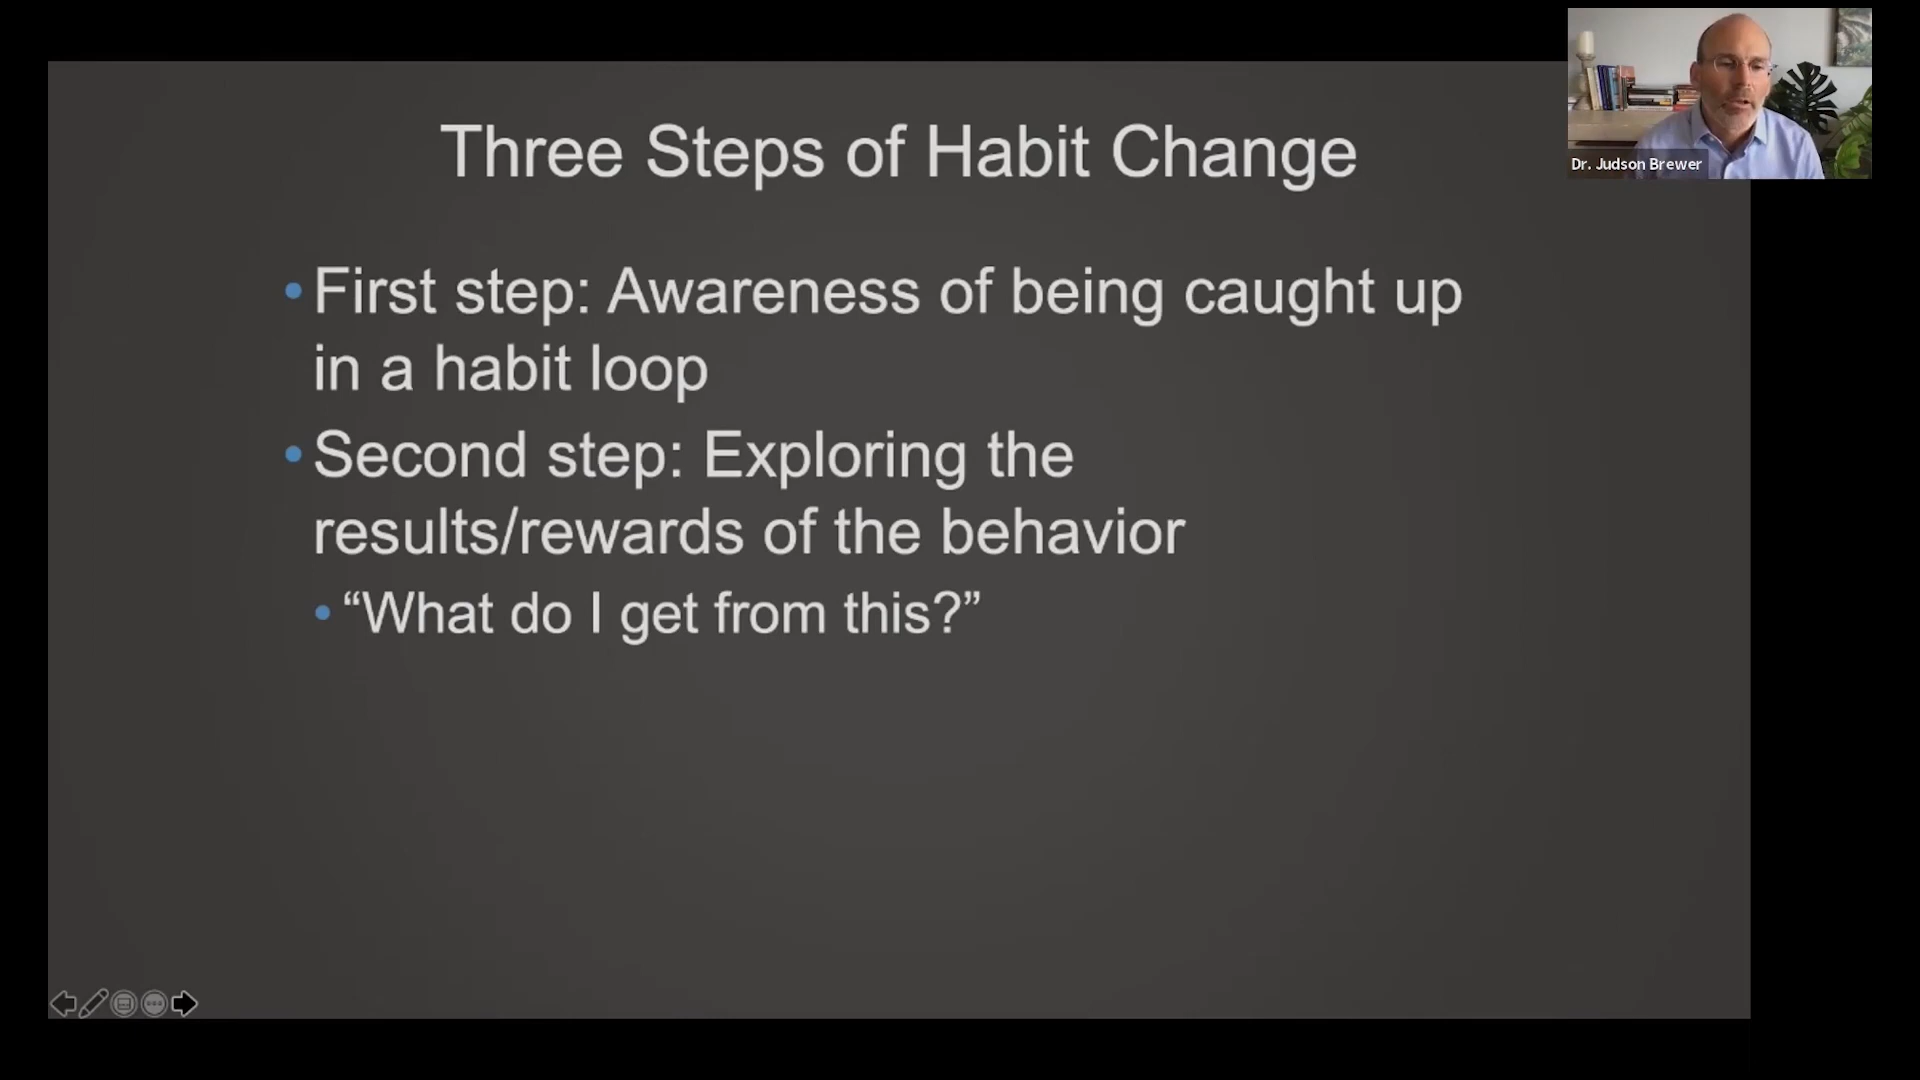 Three Steps of Habit Change
• First step: Awareness of being caught up
in a habit loop
• Second step: Exploring the
results/rewards of the behavior
• “What do I get from this?”
Dr. Judson Brewer